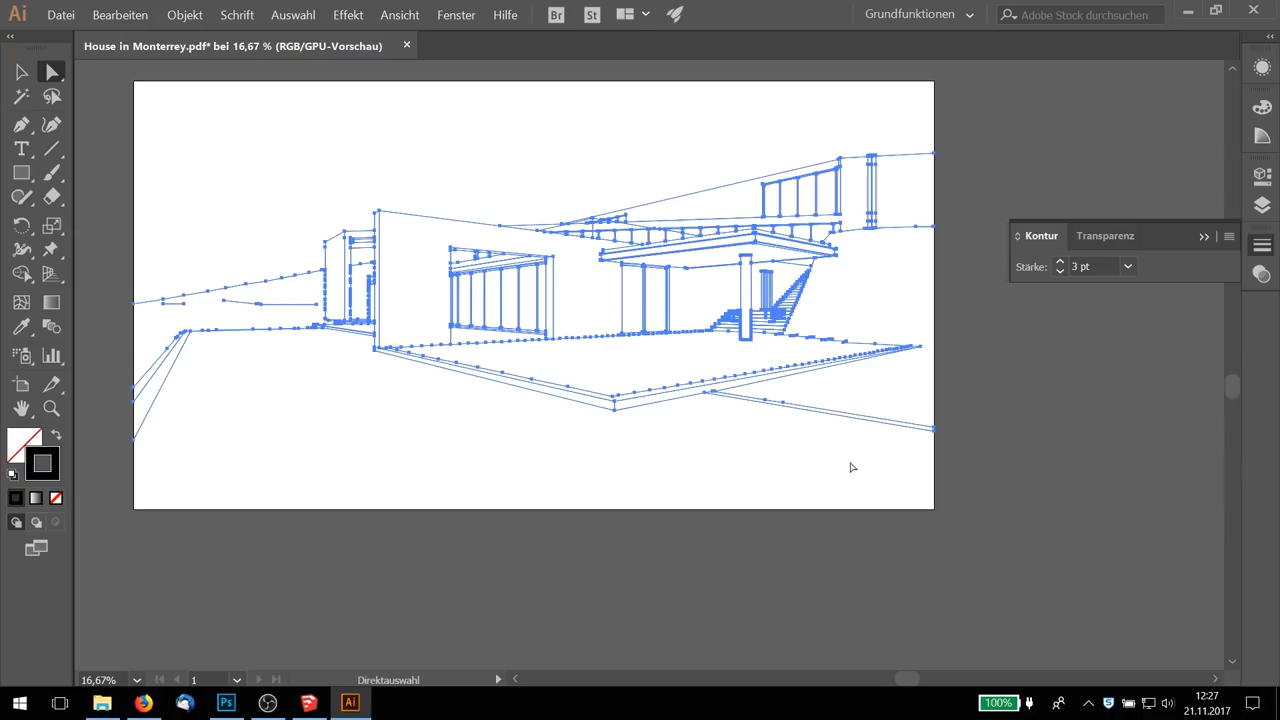 Ai Datei Bearbeiten Objekt Schrift Auswahl Effekt Ansicht Fenster Hilfe Br St Grundfunktionen Adobe Stock durchsuchen
House in Monterrey.pdf* bei 16,67 % (RGB/GPU-Vorschau)
Kontur Transparenz
Stärke: 3 pt
16,67% 1 Direktauswahl
Ps Ai 100% 12:27
21.11.2017